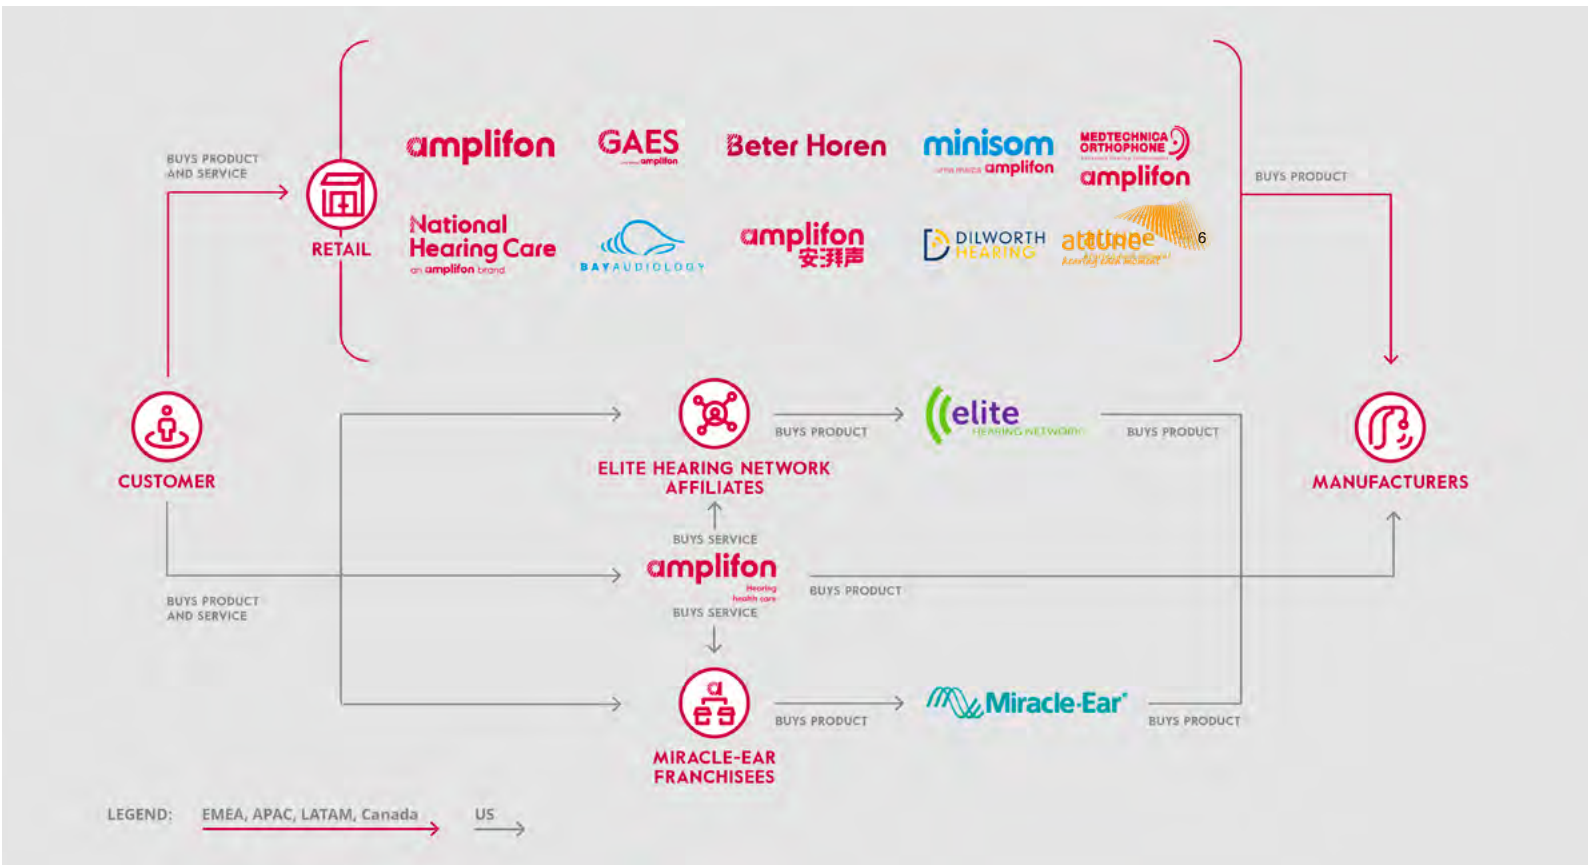 BUYS PRODUCT
AND SERVICE
RETAIL
amplifon
GAES
amplifon
Beter Horen
minisom
uma marca amplifon
MEDTECHNICA
ORTHOPHONE
amplifon
National
Hearing Care
an amplifon brand
BAYAUDIOLOGY
amplifon
安湃声
DILWORTH
HEARING
attune
6
BUYS PRODUCT
CUSTOMER
ELITE HEARING NETWORK
AFFILIATES
BUYS PRODUCT
elite
HEARING NETWORK
BUYS PRODUCT
MANUFACTURERS
BUYS SERVICE
amplifon
Hearing
health care
BUYS PRODUCT
BUYS SERVICE
BUYS PRODUCT
AND SERVICE
MIRACLE-EAR
FRANCHISEES
BUYS PRODUCT
Miracle-Ear®
BUYS PRODUCT
LEGEND:
EMEA, APAC, LATAM, Canada
US